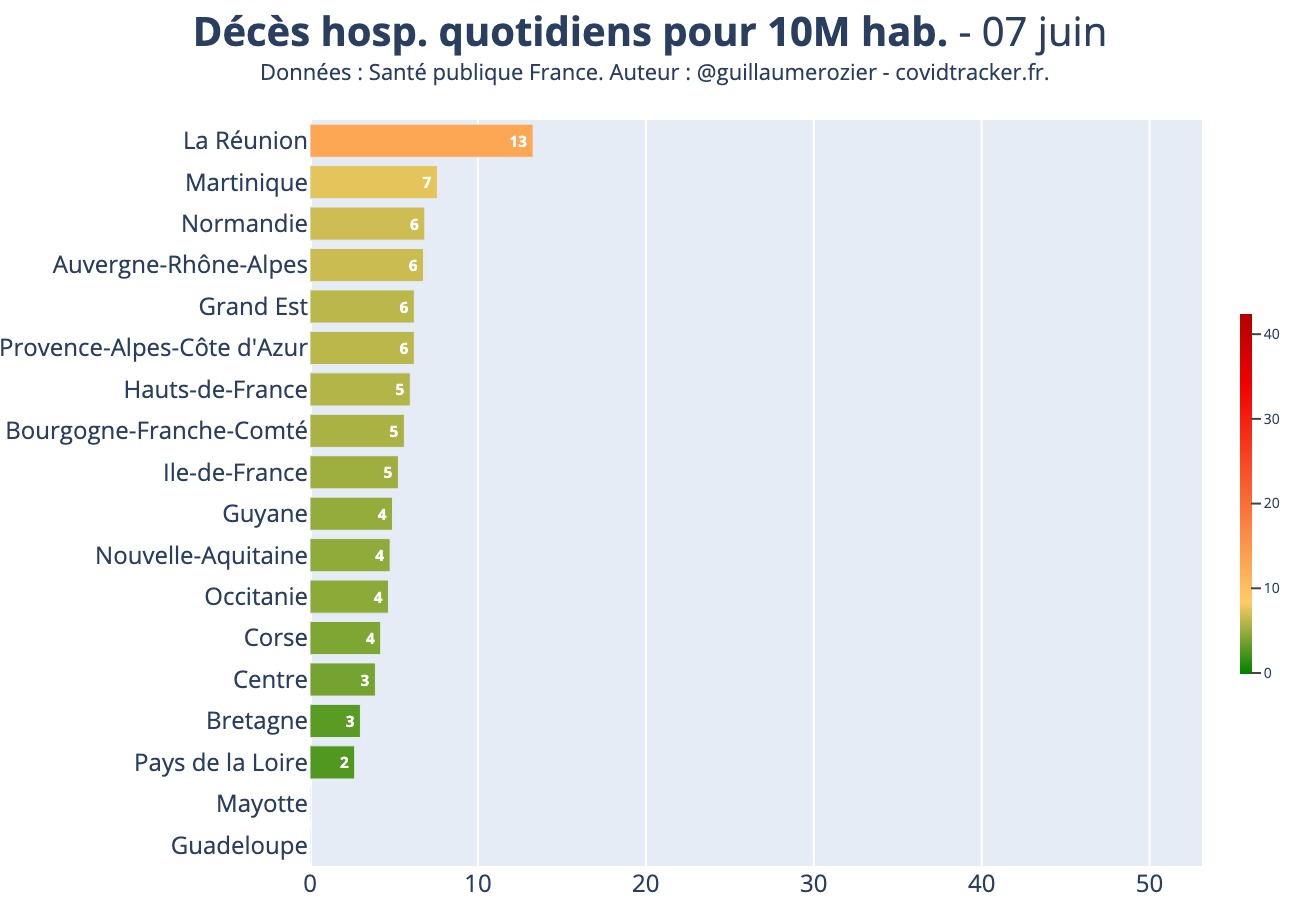 Décès hosp. quotidiens pour 10M hab. - 07 juin
Données : Santé publique France. Auteur : @guillaumerozier - covidtracker.fr.
La Réunion 13
Martinique 7
Normandie 6
Auvergne-Rhône-Alpes 6
Grand Est 6
Provence-Alpes-Côte d'Azur 6
Hauts-de-France 5
Bourgogne-Franche-Comté 5
Ile-de-France 5
Guyane 4
Nouvelle-Aquitaine 4
Occitanie 4
Corse 4
Centre 3
Bretagne 3
Pays de la Loire 2
Mayotte
Guadeloupe
0 10 20 30 40 50
40
30
20
10
0